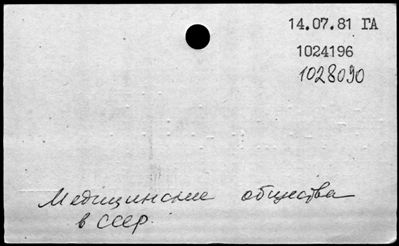 14.07.81 ГА
1024196
1028090
Медицинские общества
в СССР.